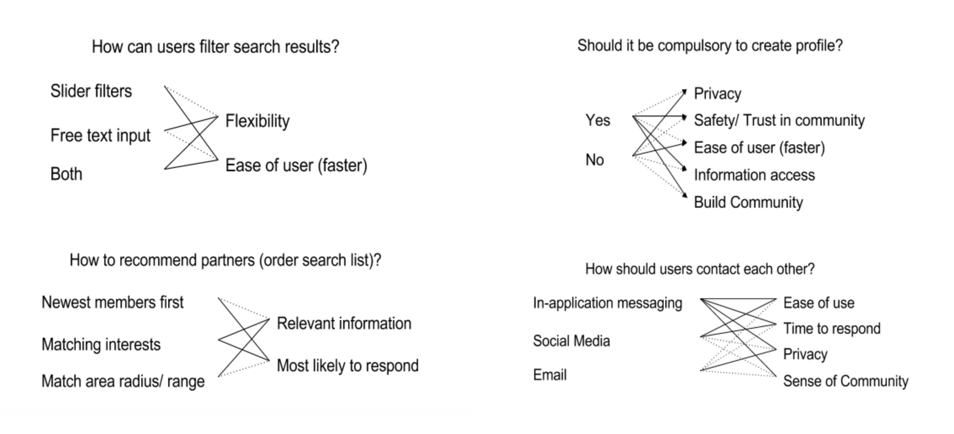 How can users filter search results?
Slider filters
Free text input
Both
Flexibility
Ease of user (faster)
Should it be compulsory to create profile?
Yes
No
Privacy
Safety/ Trust in community
Ease of user (faster)
Information access
Build Community
How to recommend partners (order search list)?
Newest members first
Matching interests
Match area radius/ range
Relevant information
Most likely to respond
How should users contact each other?
In-application messaging
Social Media
Email
Ease of use
Time to respond
Privacy
Sense of Community